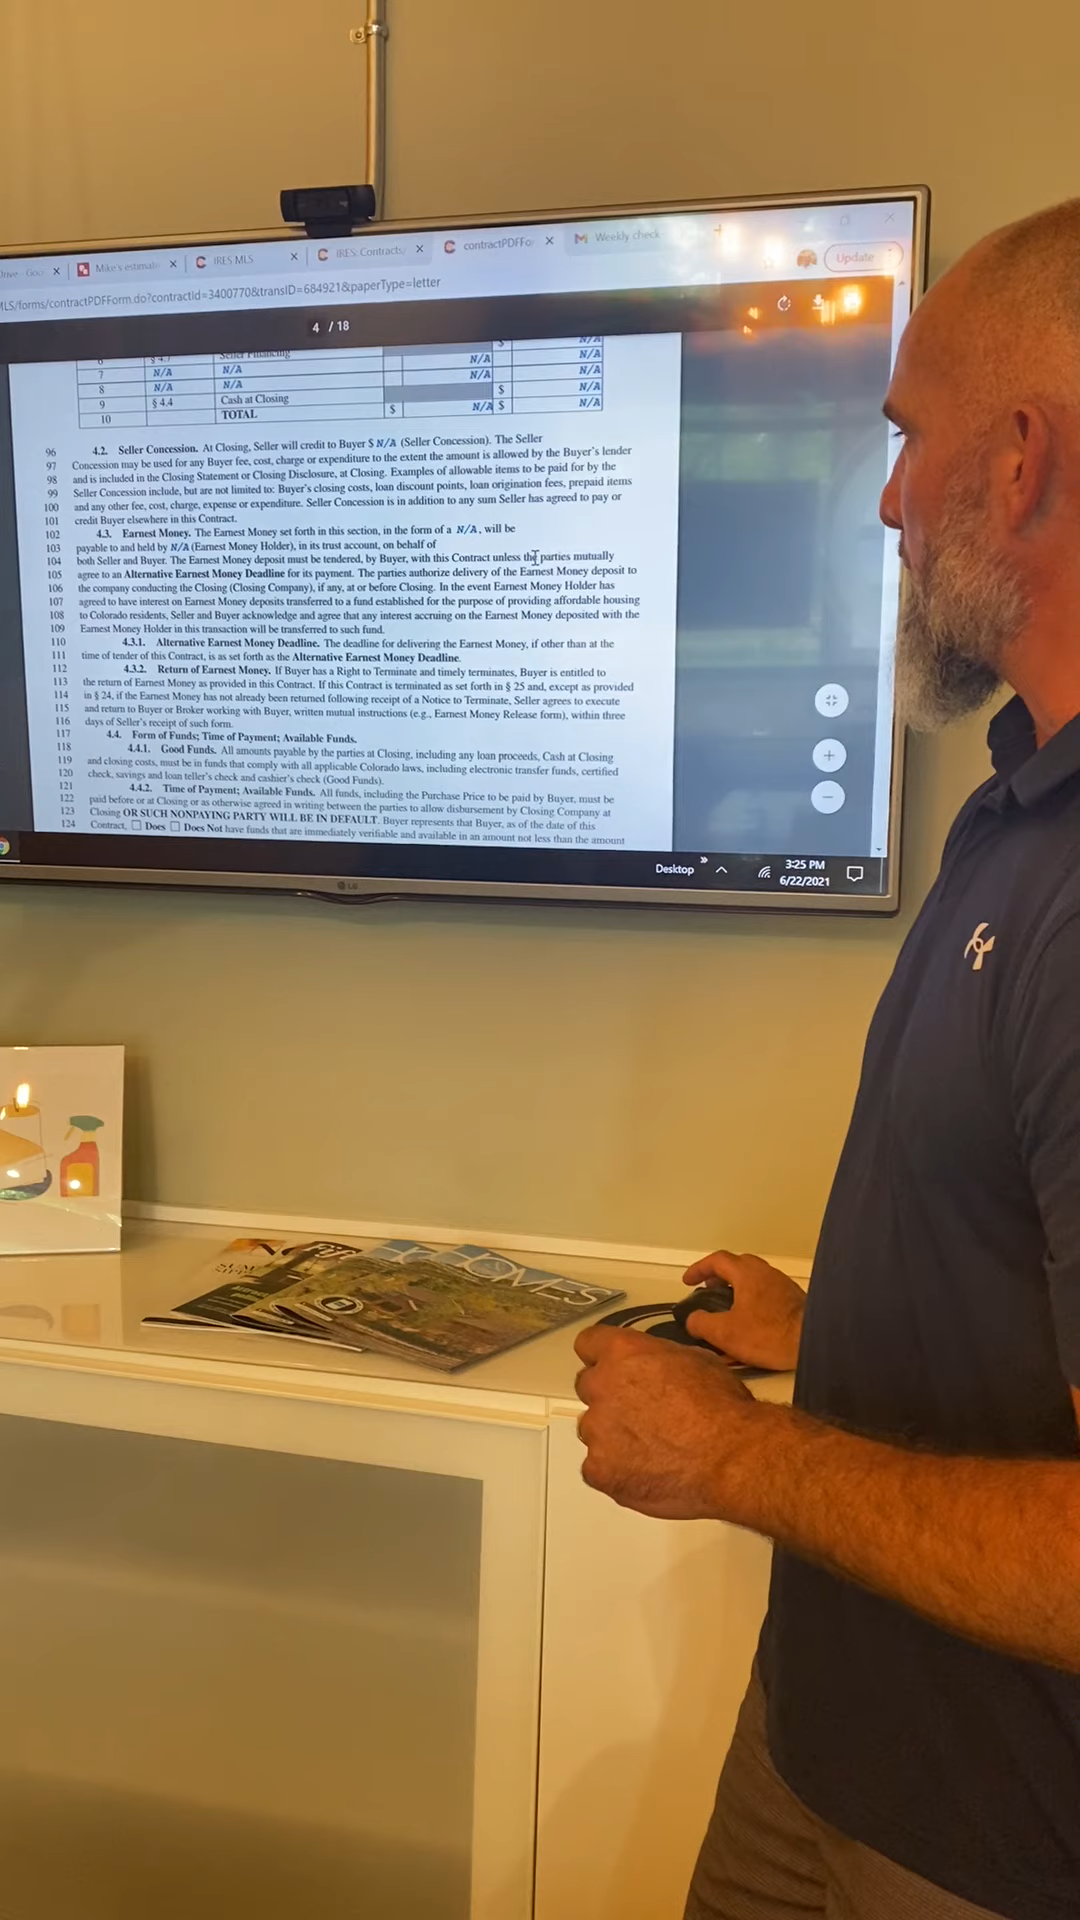 Drive - Goo
Mike's estimate
IRES MLS
IRES: Contracts/
contractPDFFo
Weekly check-
Update
MLS/forms/contractPDFForm.do?contractId=3400770&transID=684921&paperType=letter
4 / 18
6 § 4.7 Seller Financing $ N/A
7 N/A N/A N/A N/A
8 N/A N/A N/A N/A
9 § 4.4 Cash at Closing $ N/A
10 TOTAL $ N/A $ N/A
96 4.2. Seller Concession. At Closing, Seller will credit to Buyer $ N/A (Seller Concession). The Seller
97 Concession may be used for any Buyer fee, cost, charge or expenditure to the extent the amount is allowed by the Buyer's lender
98 and is included in the Closing Statement or Closing Disclosure, at Closing. Examples of allowable items to be paid for by the
99 Seller Concession include, but are not limited to: Buyer's closing costs, loan discount points, loan origination fees, prepaid items
100 and any other fee, cost, charge, expense or expenditure. Seller Concession is in addition to any sum Seller has agreed to pay or
101 credit Buyer elsewhere in this Contract.
102 4.3. Earnest Money. The Earnest Money set forth in this section, in the form of a N/A, will be
103 payable to and held by N/A (Earnest Money Holder), in its trust account, on behalf of
104 both Seller and Buyer. The Earnest Money deposit must be tendered, by Buyer, with this Contract unless the parties mutually
105 agree to an Alternative Earnest Money Deadline for its payment. The parties authorize delivery of the Earnest Money deposit to
106 the company conducting the Closing (Closing Company), if any, at or before Closing. In the event Earnest Money Holder has
107 agreed to have interest on Earnest Money deposits transferred to a fund established for the purpose of providing affordable housing
108 to Colorado residents, Seller and Buyer acknowledge and agree that any interest accruing on the Earnest Money deposited with the
109 Earnest Money Holder in this transaction will be transferred to such fund.
110 4.3.1. Alternative Earnest Money Deadline. The deadline for delivering the Earnest Money, if other than at the
111 time of tender of this Contract, is as set forth as the Alternative Earnest Money Deadline.
112 4.3.2. Return of Earnest Money. If Buyer has a Right to Terminate and timely terminates, Buyer is entitled to
113 the return of Earnest Money as provided in this Contract. If this Contract is terminated as set forth in § 25 and, except as provided
114 in § 24, if the Earnest Money has not already been returned following receipt of a Notice to Terminate, Seller agrees to execute
115 and return to Buyer or Broker working with Buyer, written mutual instructions (e.g., Earnest Money Release form), within three
116 days of Seller's receipt of such form.
117 4.4. Form of Funds; Time of Payment; Available Funds.
118 4.4.1. Good Funds. All amounts payable by the parties at Closing, including any loan proceeds, Cash at Closing
119 and closing costs, must be in funds that comply with all applicable Colorado laws, including electronic transfer funds, certified
120 check, savings and loan teller's check and cashier's check (Good Funds).
121 4.4.2. Time of Payment; Available Funds. All funds, including the Purchase Price to be paid by Buyer, must be
122 paid before or at Closing or as otherwise agreed in writing between the parties to allow disbursement by Closing Company at
123 Closing OR SUCH NONPAYING PARTY WILL BE IN DEFAULT. Buyer represents that Buyer, as of the date of this
124 Contract, ☐ Does ☐ Does Not have funds that are immediately verifiable and available in an amount not less than the amount
Desktop
3:25 PM
6/22/2021
LG
HOMES